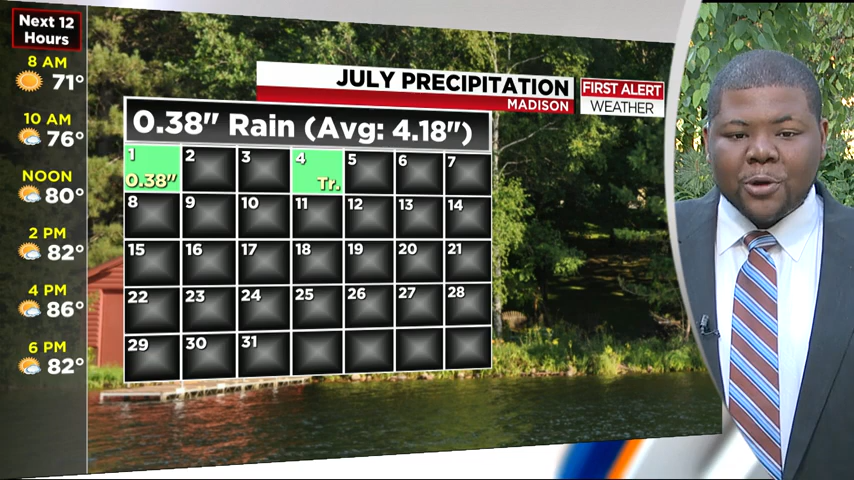 Next 12
Hours
8 AM
71°
10 AM
76°
NOON
80°
2 PM
82°
4 PM
86°
6 PM
82°
JULY PRECIPITATION
MADISON
FIRST ALERT
WEATHER
0.38" Rain (Avg: 4.18")
1 2 3 4 5 6 7
0.38" Tr.
8 9 10 11 12 13 14
15 16 17 18 19 20 21
22 23 24 25 26 27 28
29 30 31